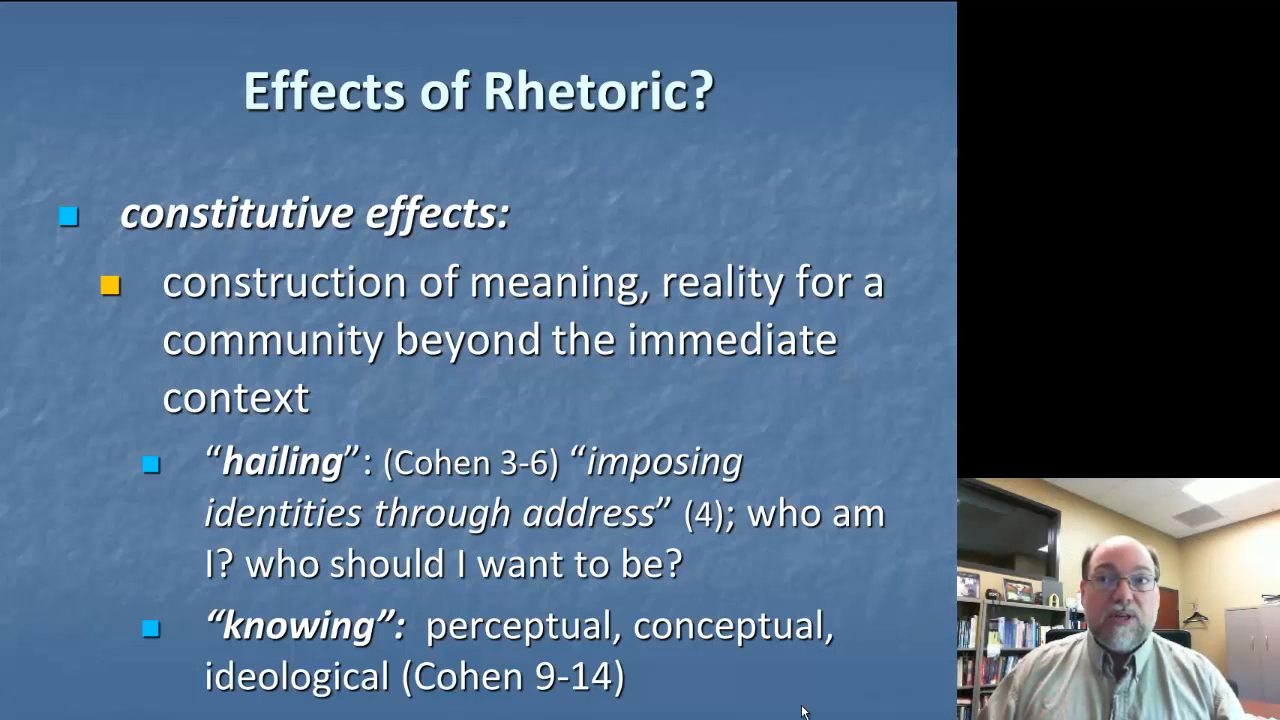 Effects of Rhetoric?
constitutive effects:
construction of meaning, reality for a
community beyond the immediate
context
“hailing”: (Cohen 3-6) “imposing
identities through address” (4); who am
I? who should I want to be?
“knowing”: perceptual, conceptual,
ideological (Cohen 9-14)